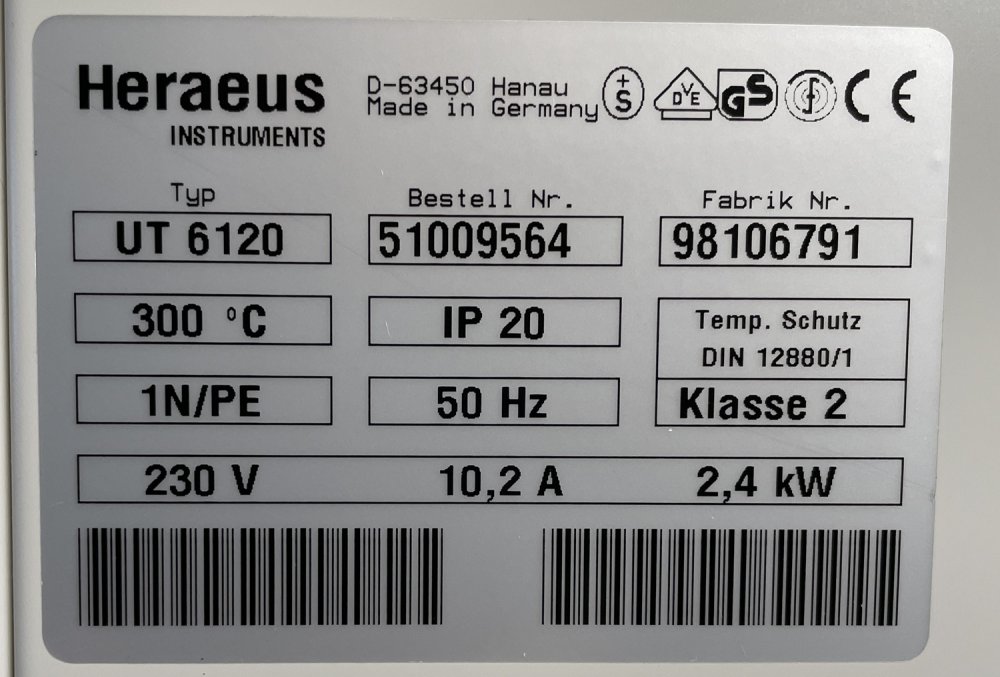 Heraeus
INSTRUMENTS
D-63450 Hanau
Made in Germany
+
S
DVE
GS
CE
Typ
UT 6120
Bestell Nr.
51009564
Fabrik Nr.
98106791
300 °C
IP 20
Temp. Schutz
DIN 12880/1
1N/PE
50 Hz
Klasse 2
230 V 10,2 A 2,4 kW